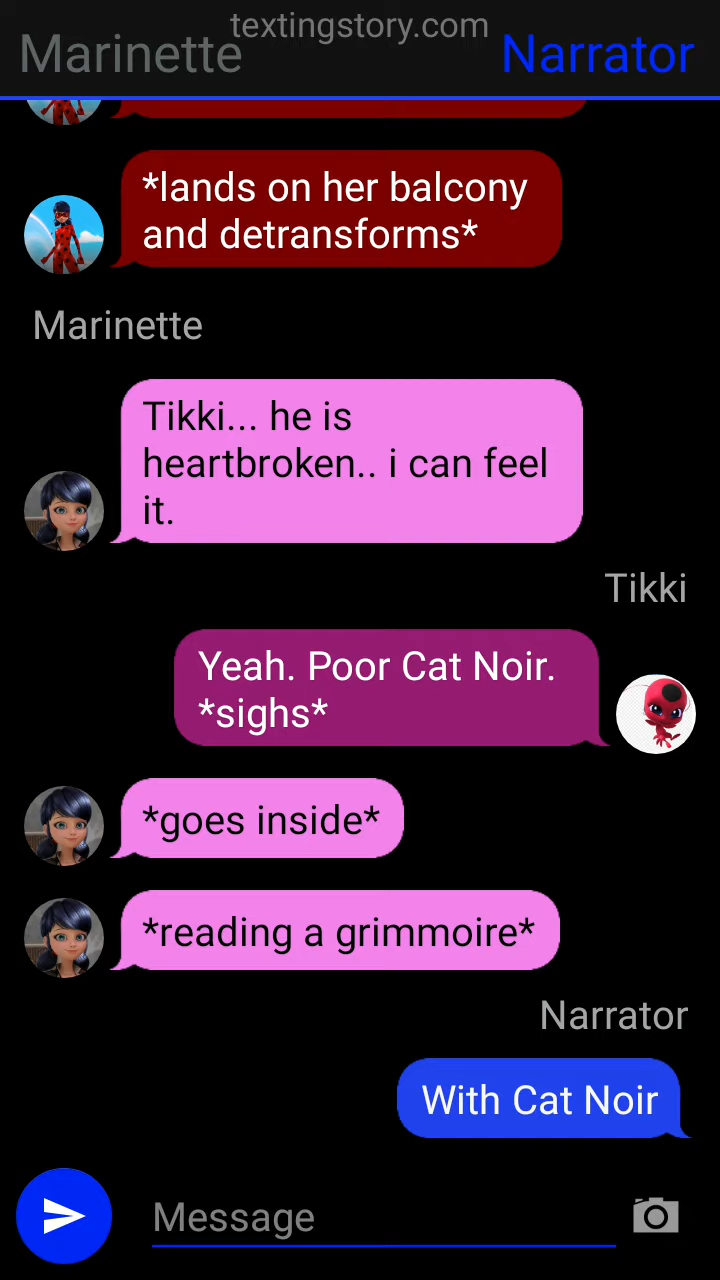 textingstory.com
Marinette
Narrator
*lands on her balcony
and detransforms*
Marinette
Tikki... he is
heartbroken.. i can feel
it.
Tikki
Yeah. Poor Cat Noir.
*sighs*
*goes inside*
*reading a grimmoire*
Narrator
With Cat Noir
Message